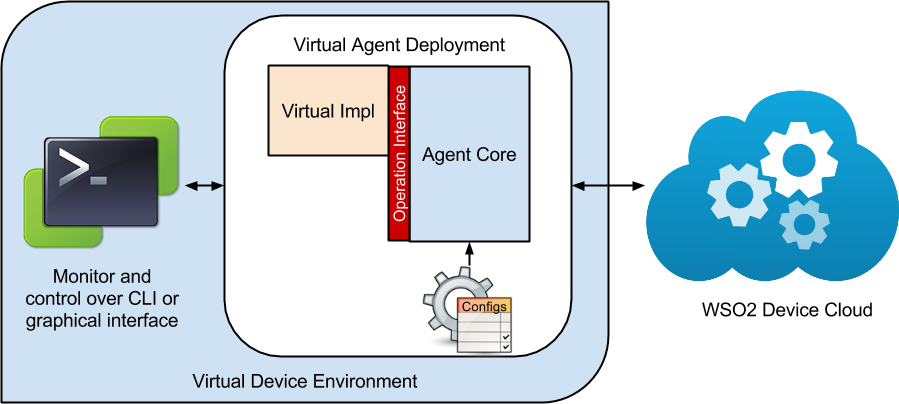 Virtual Agent Deployment
Virtual Impl
Operation Interface
Agent Core
>_
Monitor and
control over CLI or
graphical interface
Configs
WSO2 Device Cloud
Virtual Device Environment